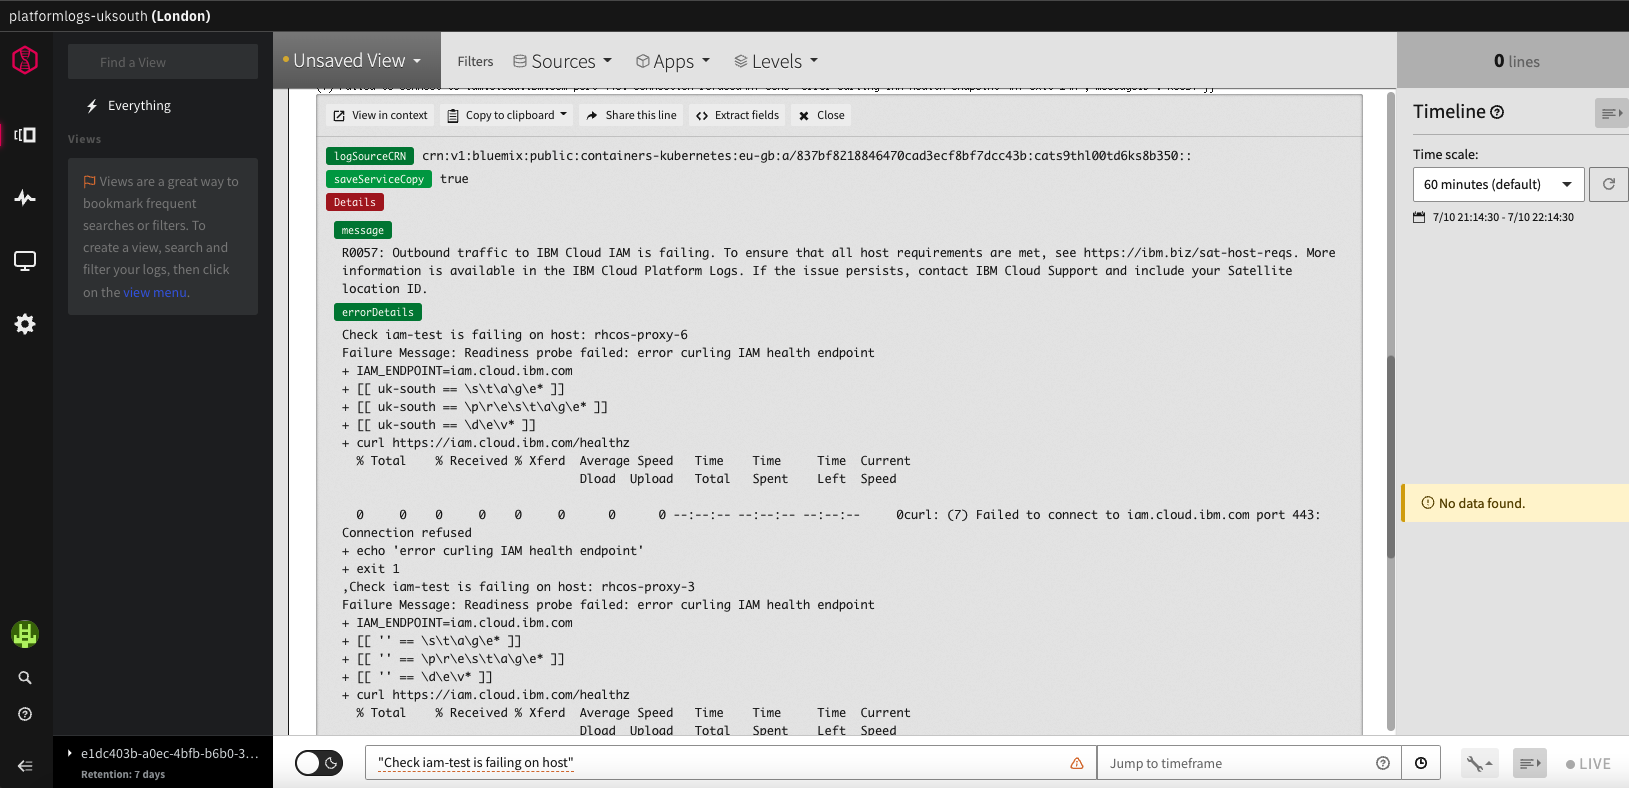 platformlogs-uksouth (London)
Find a View
Everything
Views
Views are a great way to
bookmark frequent
searches or filters. To
create a view, search and
filter your logs, then click
on the view menu.
e1dc403b-a0ec-4bfb-b6b0-3...
Retention: 7 days
Unsaved View
Filters
Sources
Apps
Levels
View in context
Copy to clipboard
Share this line
Extract fields
Close
logSourceCRN crn:v1:bluemix:public:containers-kubernetes:eu-gb:a/837bf8218846470cad3ecf8bf7dcc43b:cats9thl00td6ks8b350::
saveServiceCopy true
Details
message
R0057: Outbound traffic to IBM Cloud IAM is failing. To ensure that all host requirements are met, see https://ibm.biz/sat-host-reqs. More
information is available in the IBM Cloud Platform Logs. If the issue persists, contact IBM Cloud Support and include your Satellite
location ID.
errorDetails
Check iam-test is failing on host: rhcos-proxy-6
Failure Message: Readiness probe failed: error curling IAM health endpoint
+ IAM_ENDPOINT=iam.cloud.ibm.com
+ [[ uk-south == \s\t\a\g\e* ]]
+ [[ uk-south == \p\r\e\s\t\a\g\e* ]]
+ [[ uk-south == \d\e\v* ]]
+ curl https://iam.cloud.ibm.com/healthz
% Total % Received % Xferd Average Speed Time Time Time Current
Dload Upload Total Spent Left Speed
0 0 0 0 0 0 0 0 --:--:-- --:--:-- --:--:-- 0curl: (7) Failed to connect to iam.cloud.ibm.com port 443:
Connection refused
+ echo 'error curling IAM health endpoint'
+ exit 1
,Check iam-test is failing on host: rhcos-proxy-3
Failure Message: Readiness probe failed: error curling IAM health endpoint
+ IAM_ENDPOINT=iam.cloud.ibm.com
+ [[ '' == \s\t\a\g\e* ]]
+ [[ '' == \p\r\e\s\t\a\g\e* ]]
+ [[ '' == \d\e\v* ]]
+ curl https://iam.cloud.ibm.com/healthz
% Total % Received % Xferd Average Speed Time Time Time Current
Dload Upload Total Spent Left Speed
"Check iam-test is failing on host"
Jump to timeframe
LIVE
0 lines
Timeline
Time scale:
60 minutes (default)
7/10 21:14:30 - 7/10 22:14:30
No data found.